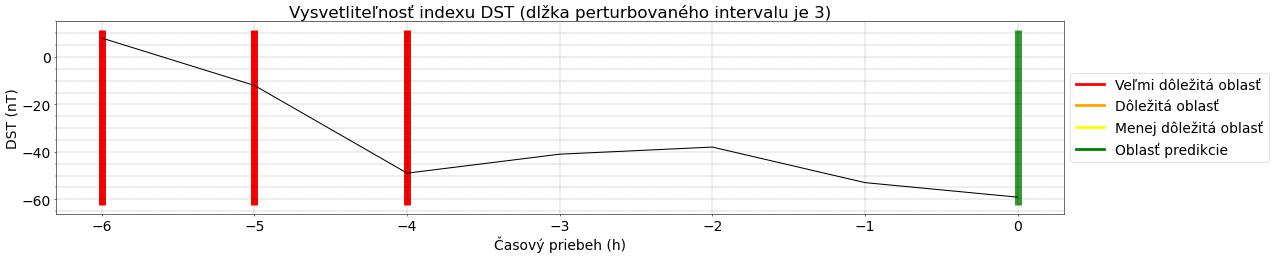 Vysvetliteľnosť indexu DST (dĺžka perturbovaného intervalu je 3)
DST (nT)
0
−20
−40
−60
−6
−5
−4
−3
−2
−1
0
Časový priebeh (h)
Veľmi dôležitá oblasť
Dôležitá oblasť
Menej dôležitá oblasť
Oblasť predikcie